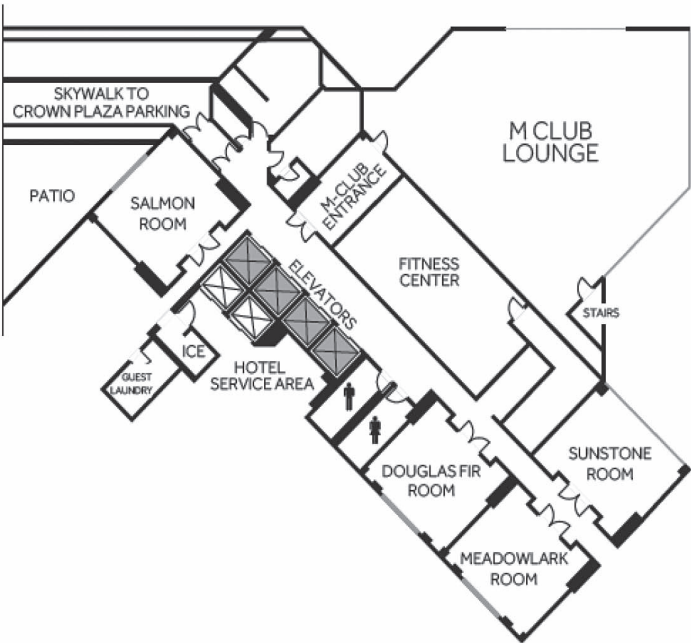 SKYWALK TO
CROWN PLAZA PARKING
M CLUB
LOUNGE
PATIO
SALMON
ROOM
M-CLUB
ENTRANCE
ELEVATORS
FITNESS
CENTER
STAIRS
ICE
GUEST
LAUNDRY
HOTEL
SERVICE AREA
DOUGLAS FIR
ROOM
SUNSTONE
ROOM
MEADOWLARK
ROOM